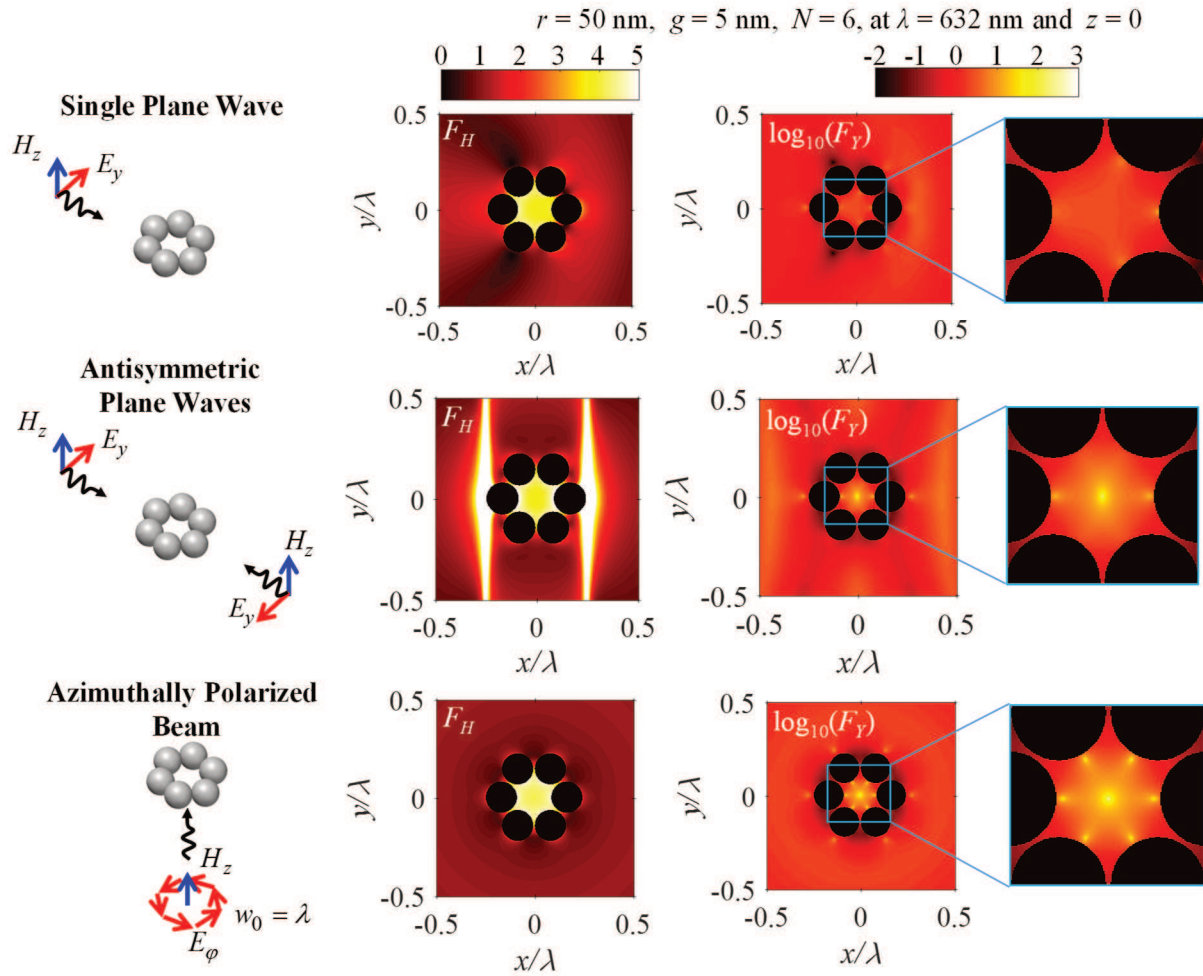 r = 50 nm, g = 5 nm, N = 6, at λ = 632 nm and z = 0
0 1 2 3 4 5
-2 -1 0 1 2 3
Single Plane Wave
H_z
E_y
F_H
0.5
0
-0.5
y/λ
-0.5 0 0.5
x/λ
log₁₀(F_Y)
0.5
0
-0.5
y/λ
-0.5 0 0.5
x/λ
Antisymmetric
Plane Waves
H_z
E_y
H_z
E_y
F_H
0.5
0
-0.5
y/λ
-0.5 0 0.5
x/λ
log₁₀(F_Y)
0.5
0
-0.5
y/λ
-0.5 0 0.5
x/λ
Azimuthally Polarized
Beam
H_z
w₀ = λ
E_φ
F_H
0.5
0
-0.5
y/λ
-0.5 0 0.5
x/λ
log₁₀(F_Y)
0.5
0
-0.5
y/λ
-0.5 0 0.5
x/λ